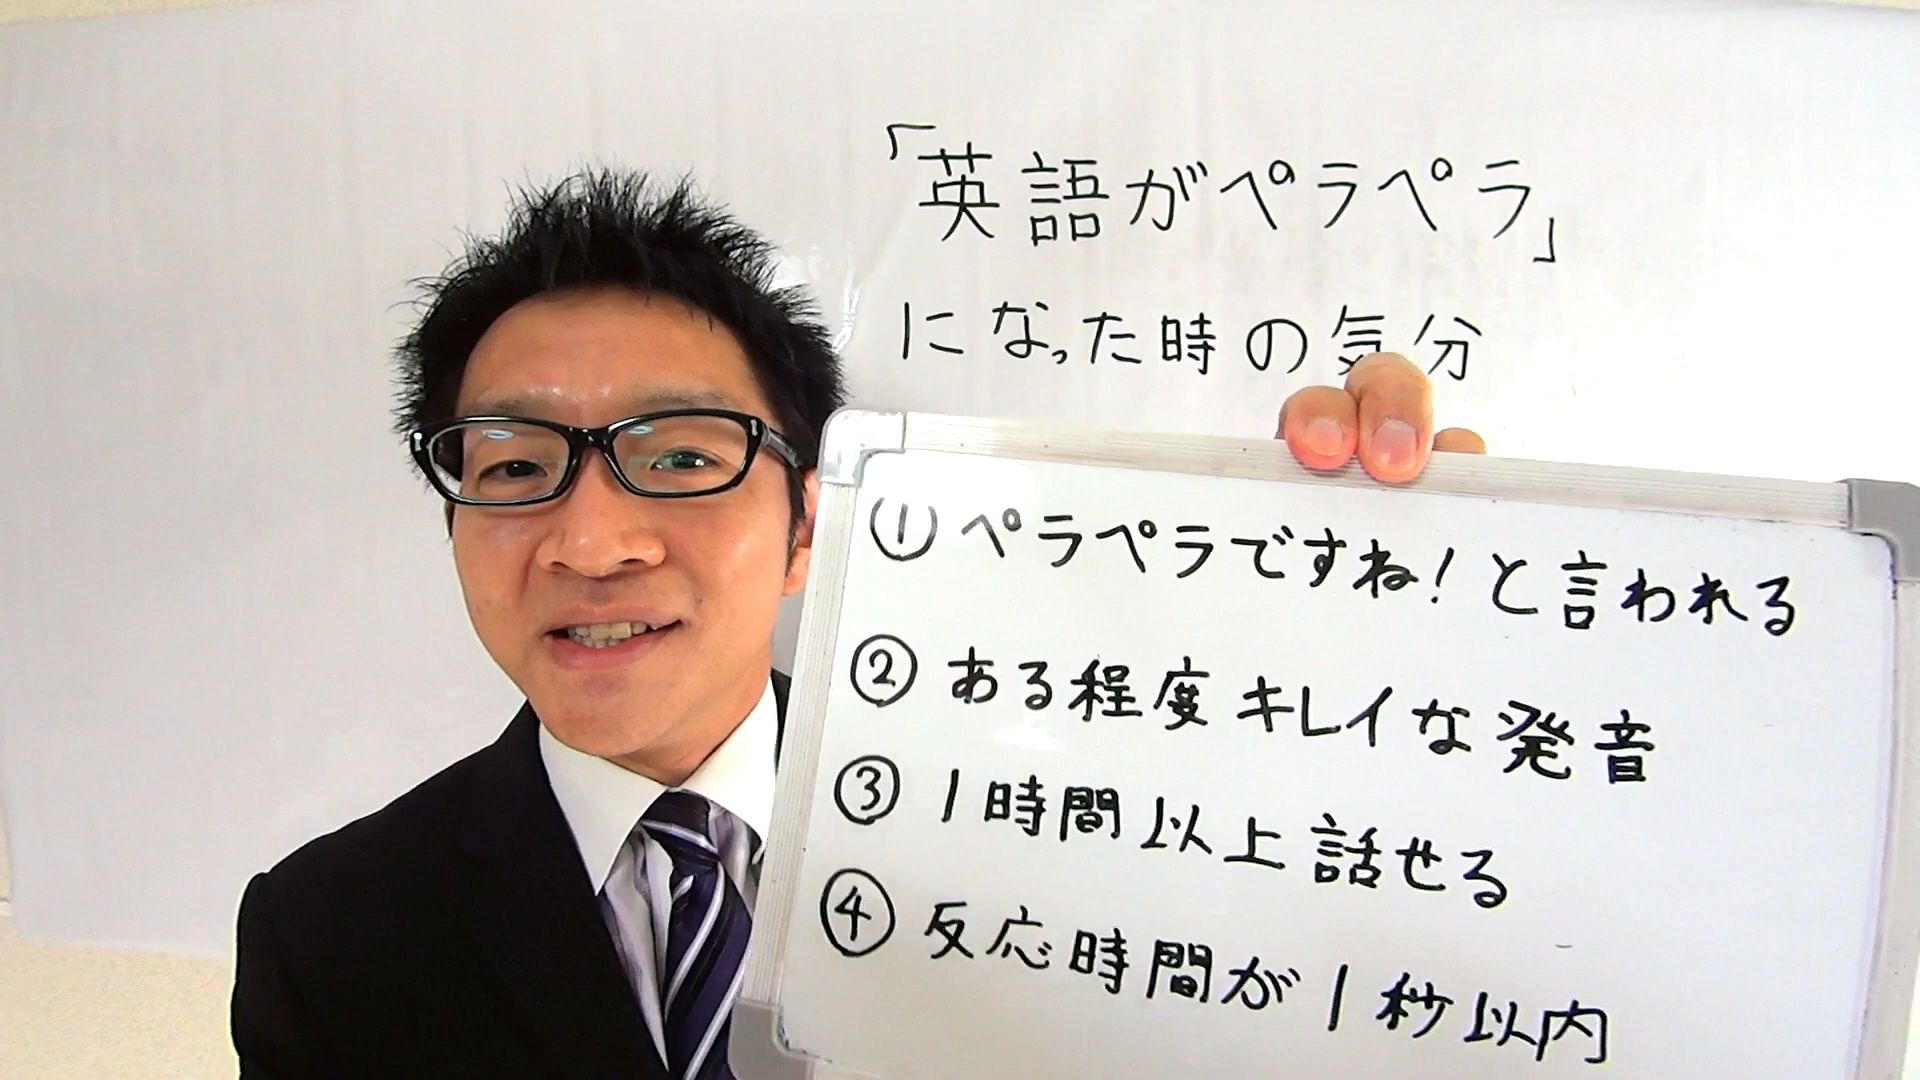 「英語がペラペラ」
になった時の気分
① ペラペラですね！と言われる
② ある程度キレイな発音
③ 1時間以上話せる
④ 反応時間が1秒以内